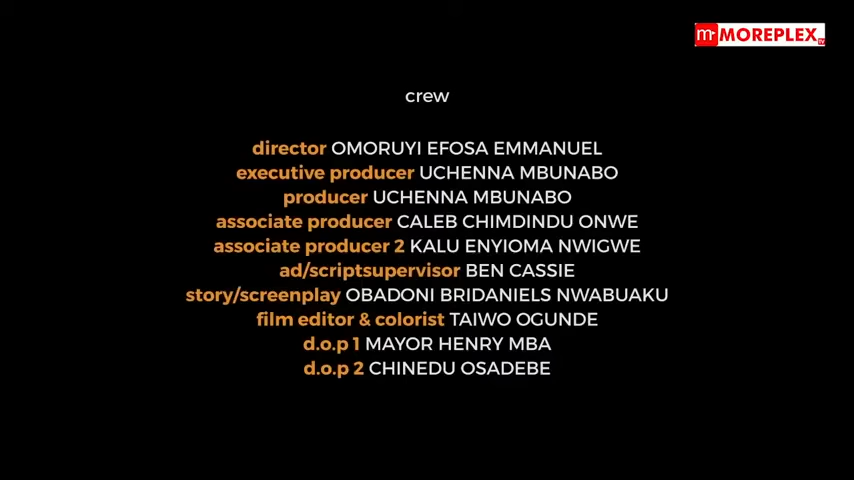 MOREPLEX TV
crew
director OMORUYI EFOSA EMMANUEL
executive producer UCHENNA MBUNABO
producer UCHENNA MBUNABO
associate producer CALEB CHIMDINDU ONWE
associate producer 2 KALU ENYIOMA NWIGWE
ad/scriptsupervisor BEN CASSIE
story/screenplay OBADONI BRIDANIELS NWABUAKU
film editor & colorist TAIWO OGUNDE
d.o.p 1 MAYOR HENRY MBA
d.o.p 2 CHINEDU OSADEBE